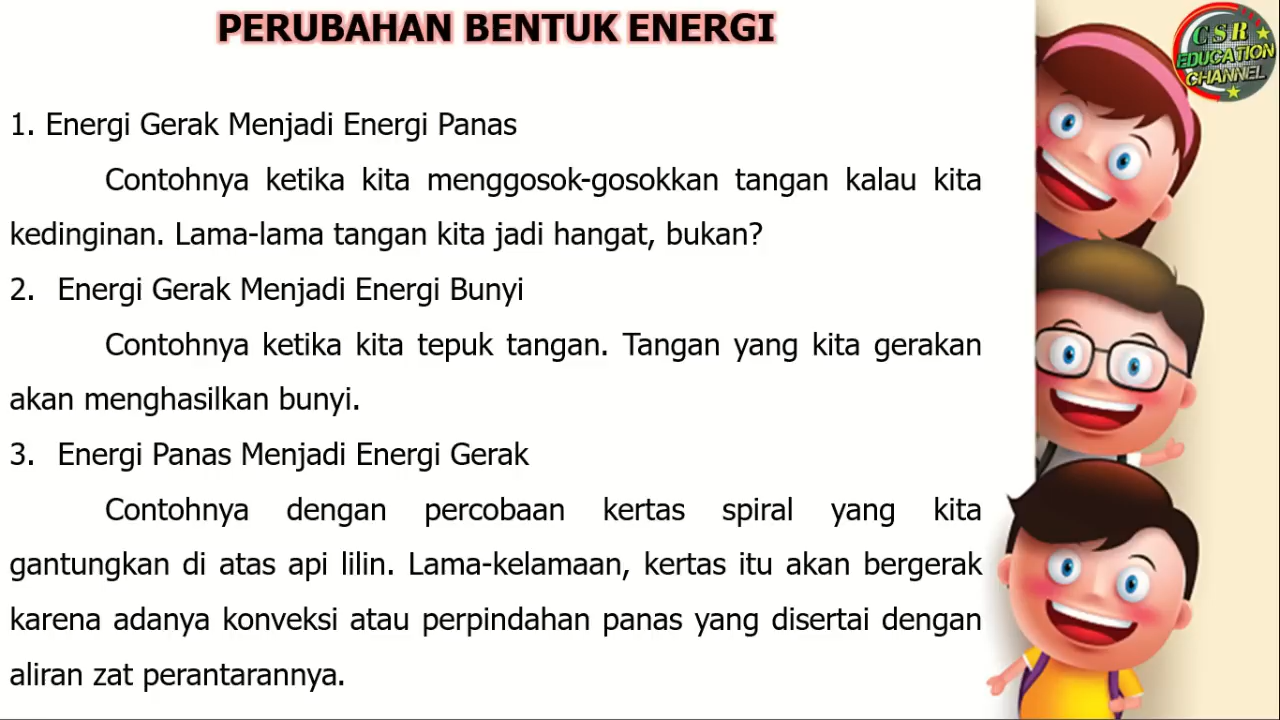 PERUBAHAN BENTUK ENERGI
CSR
EDUCATION
CHANNEL
1. Energi Gerak Menjadi Energi Panas
Contohnya ketika kita menggosok-gosokkan tangan kalau kita
kedinginan. Lama-lama tangan kita jadi hangat, bukan?
2. Energi Gerak Menjadi Energi Bunyi
Contohnya ketika kita tepuk tangan. Tangan yang kita gerakan
akan menghasilkan bunyi.
3. Energi Panas Menjadi Energi Gerak
Contohnya dengan percobaan kertas spiral yang kita
gantungkan di atas api lilin. Lama-kelamaan, kertas itu akan bergerak
karena adanya konveksi atau perpindahan panas yang disertai dengan
aliran zat perantarannya.